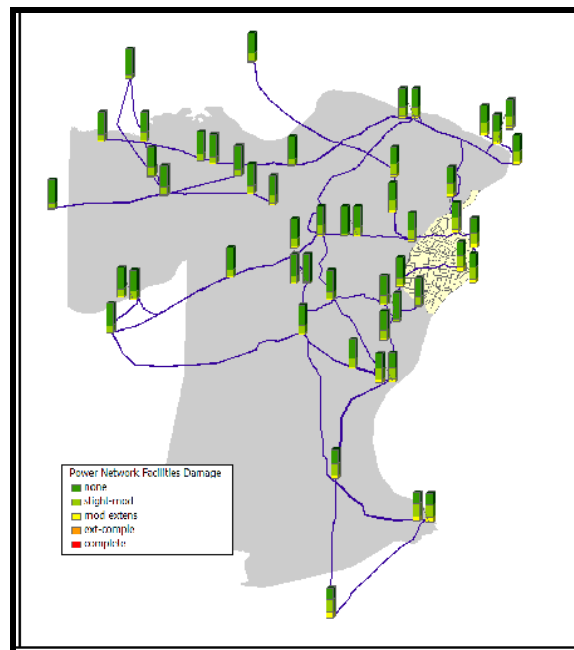 Power Network Facilities Damage
none
slight-mod
mod extens
ext-comple
complete